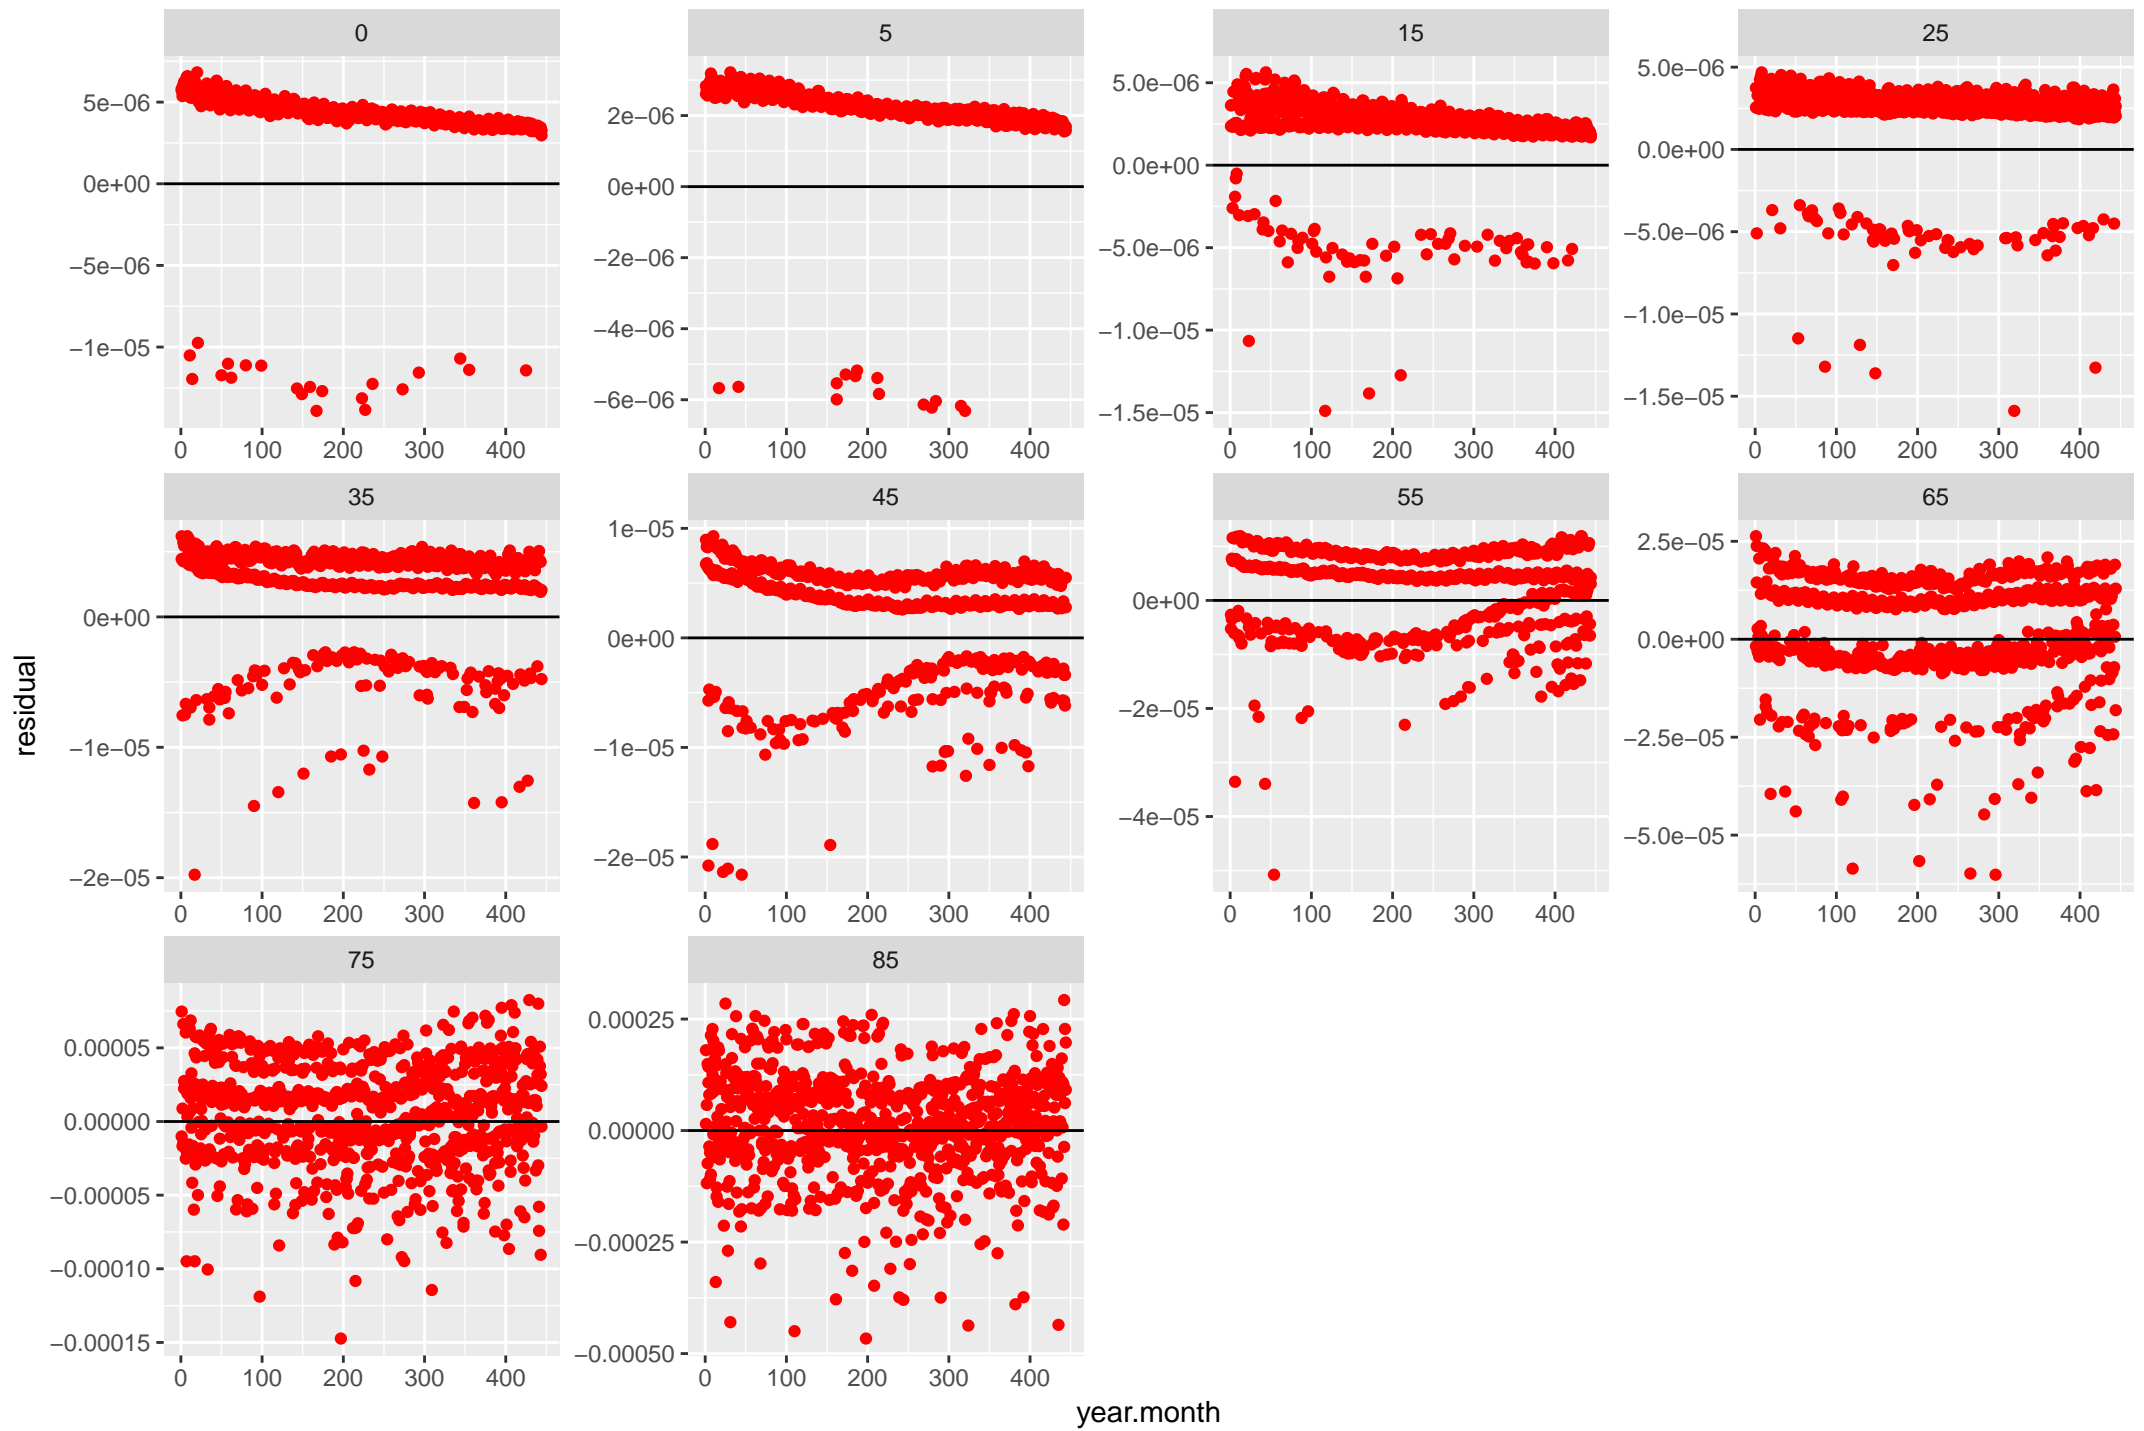 0
5
15
25
5e−06
0e+00
−5e−06
−1e−05
2e−06
0e+00
−2e−06
−4e−06
−6e−06
5.0e−06
0.0e+00
−5.0e−06
−1.0e−05
−1.5e−05
5.0e−06
0.0e+00
−5.0e−06
−1.0e−05
−1.5e−05
0 100 200 300 400
0 100 200 300 400
0 100 200 300 400
0 100 200 300 400
35
45
55
65
0e+00
−1e−05
−2e−05
1e−05
0e+00
−1e−05
−2e−05
0e+00
−2e−05
−4e−05
2.5e−05
0.0e+00
−2.5e−05
−5.0e−05
0 100 200 300 400
0 100 200 300 400
0 100 200 300 400
0 100 200 300 400
residual
75
85
0.00005
0.00000
−0.00005
−0.00010
−0.00015
0.00025
0.00000
−0.00025
−0.00050
0 100 200 300 400
0 100 200 300 400
year.month